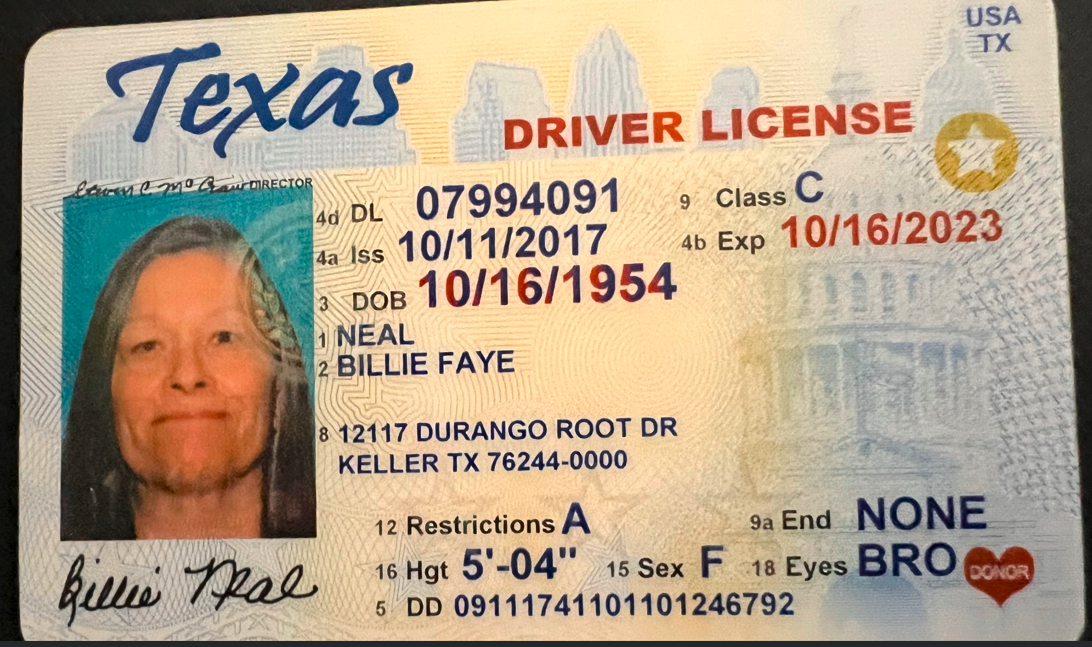 USA
TX
Texas
DRIVER LICENSE
DIRECTOR
4d DL 07994091
9 Class C
4a Iss 10/11/2017
4b Exp 10/16/2023
3 DOB 10/16/1954
1 NEAL
2 BILLIE FAYE
8 12117 DURANGO ROOT DR
KELLER TX 76244-0000
12 Restrictions A
9a End NONE
16 Hgt 5'-04" 15 Sex F 18 Eyes BRO
DONOR
Billie Neal
5 DD 09111741101101246792